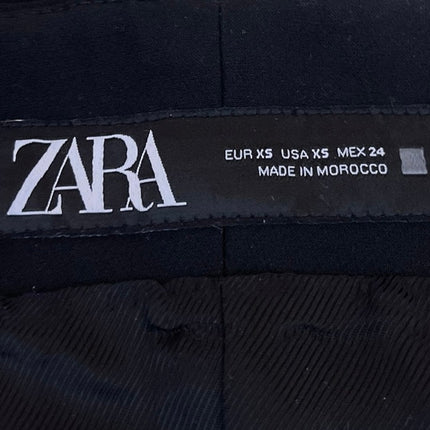 ZARA
EUR XS USA XS MEX 24
MADE IN MOROCCO